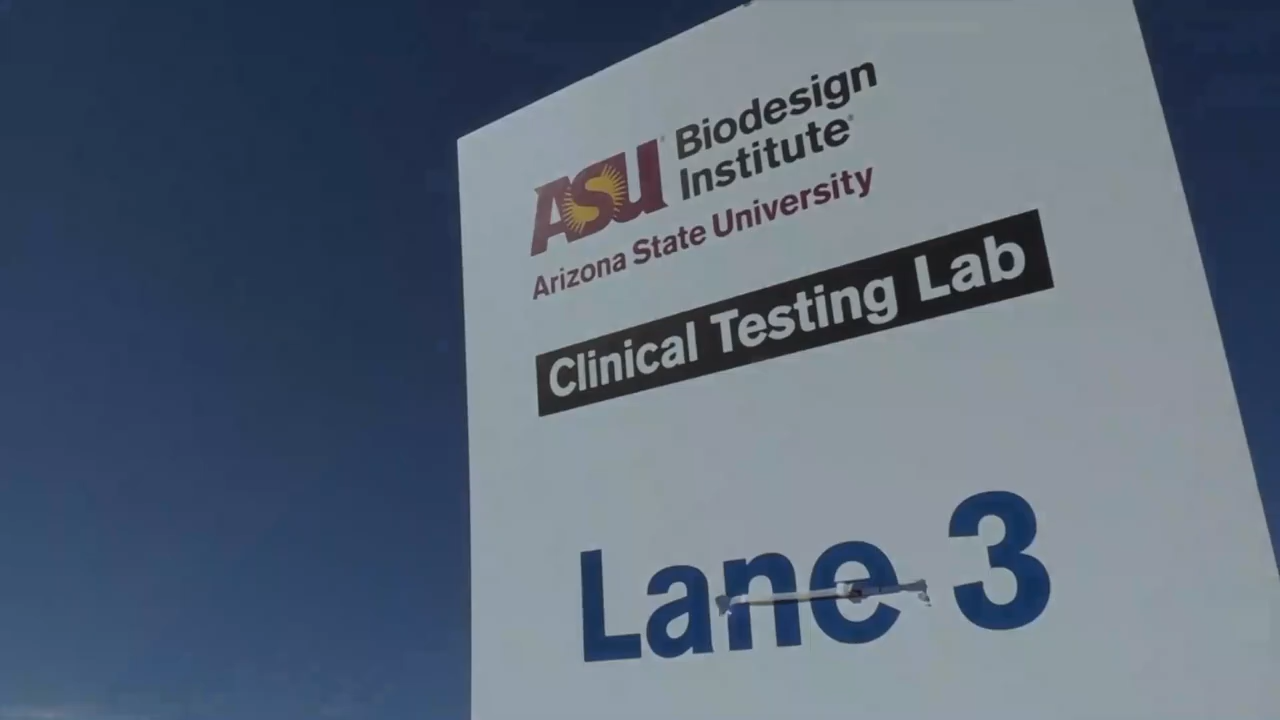 ASU Biodesign
Institute
Arizona State University
Clinical Testing Lab
Lane 3